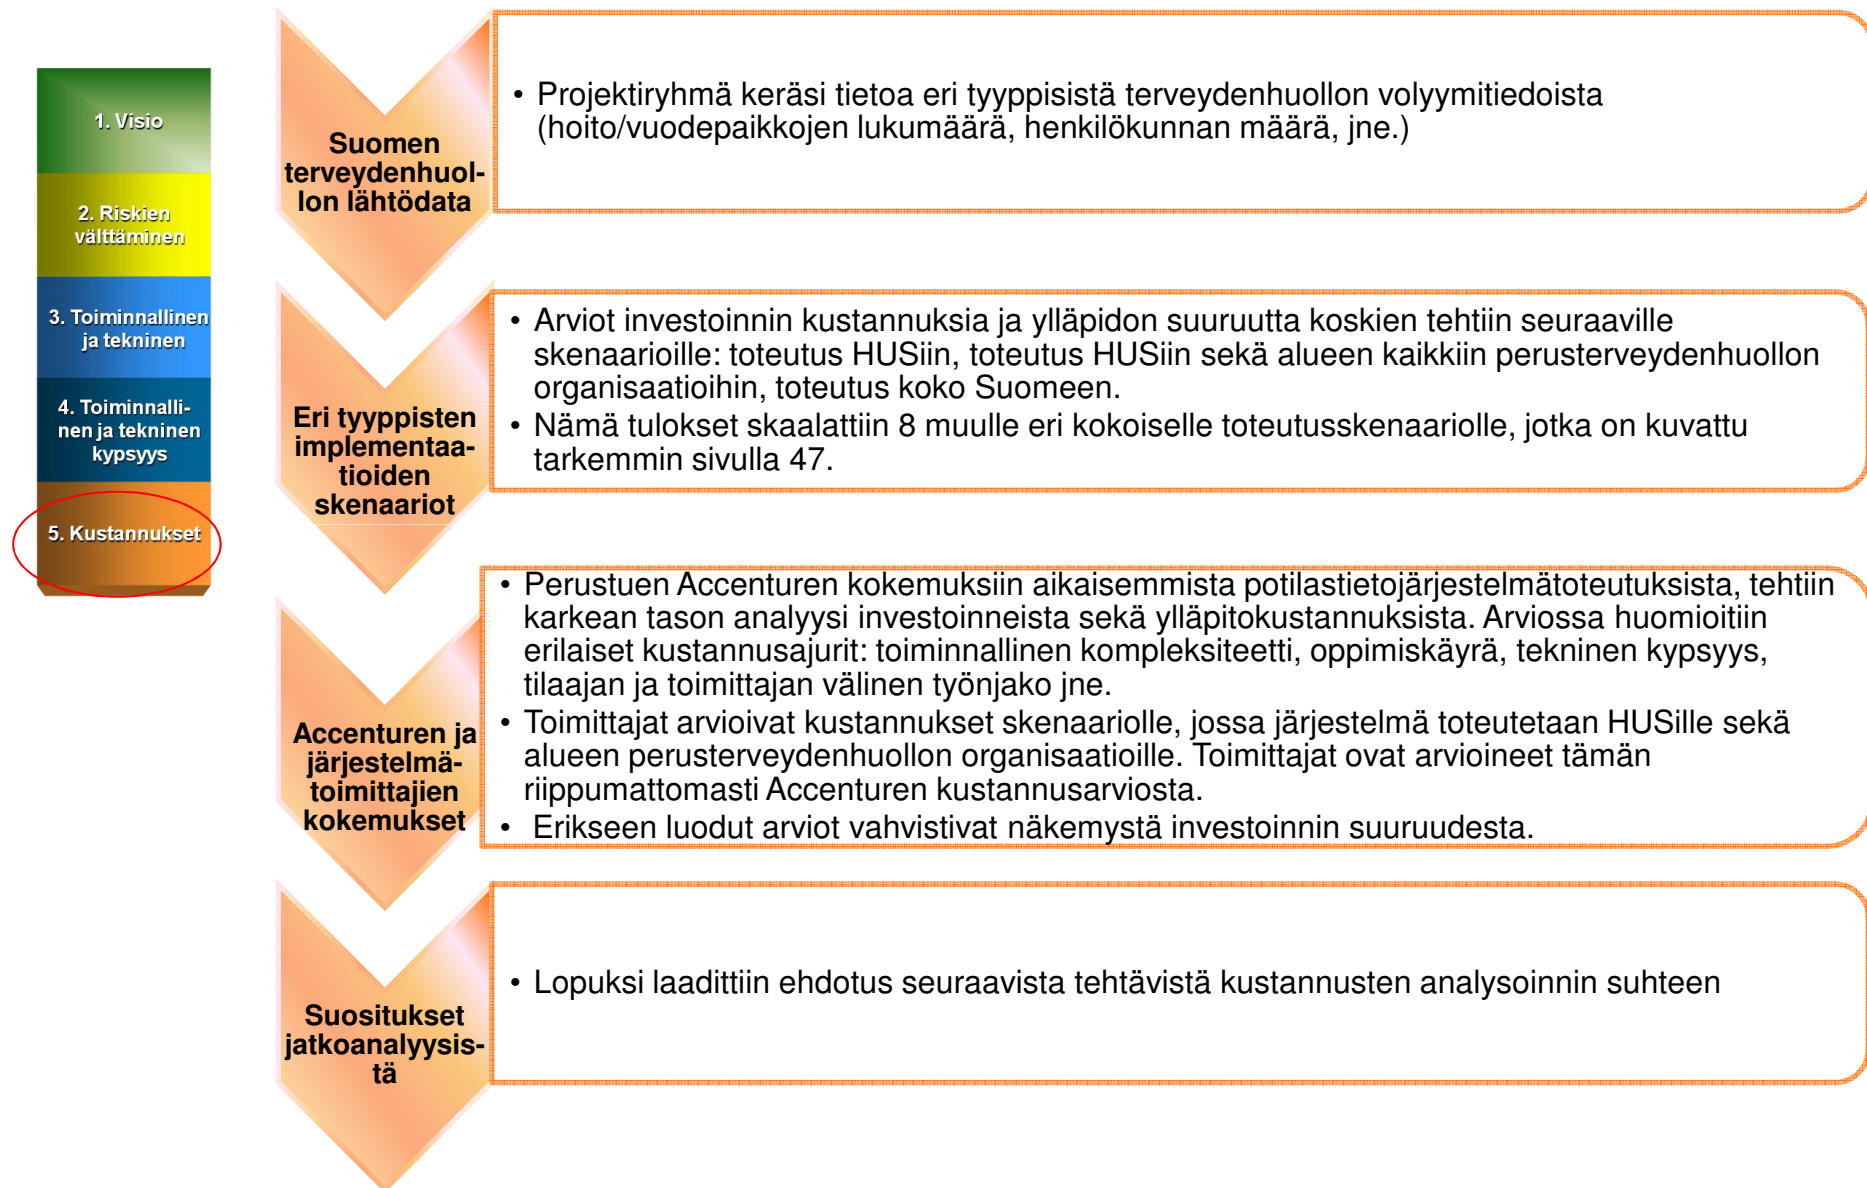 1. Visio
2. Riskien
välttäminen
3. Toiminnallinen
ja tekninen
4. Toiminnalli-
nen ja tekninen
kypsyys
5. Kustannukset
Suomen
terveydenhuol-
lon lähtödata
• Projektiryhmä keräsi tietoa eri tyyppisistä terveydenhuollon volyymitiedoista
(hoito/vuodepaikkojen lukumäärä, henkilökunnan määrä, jne.)
Eri tyyppisten
implementaa-
tioiden
skenaariot
• Arviot investoinnin kustannuksia ja ylläpidon suuruutta koskien tehtiin seuraaville
skenaarioille: toteutus HUSiin, toteutus HUSiin sekä alueen kaikkiin perusterveydenhuollon
organisaatioihin, toteutus koko Suomeen.
• Nämä tulokset skaalattiin 8 muulle eri kokoiselle toteutusskenaariolle, jotka on kuvattu
tarkemmin sivulla 47.
Accenturen ja
järjestelmä-
toimittajien
kokemukset
• Perustuen Accenturen kokemuksiin aikaisemmista potilastietojärjestelmätoteutuksista, tehtiin
karkean tason analyysi investoinneista sekä ylläpitokustannuksista. Arviossa huomioitiin
erilaiset kustannusajurit: toiminnallinen kompleksiteetti, oppimiskäyrä, tekninen kypsyys,
tilaajan ja toimittajan välinen työnjako jne.
• Toimittajat arvioivat kustannukset skenaariolle, jossa järjestelmä toteutetaan HUSille sekä
alueen perusterveydenhuollon organisaatioille. Toimittajat ovat arvioineet tämän
riippumattomasti Accenturen kustannusarviosta.
• Erikseen luodut arviot vahvistivat näkemystä investoinnin suuruudesta.
Suositukset
jatkoanalyysis-
tä
• Lopuksi laadittiin ehdotus seuraavista tehtävistä kustannusten analysoinnin suhteen